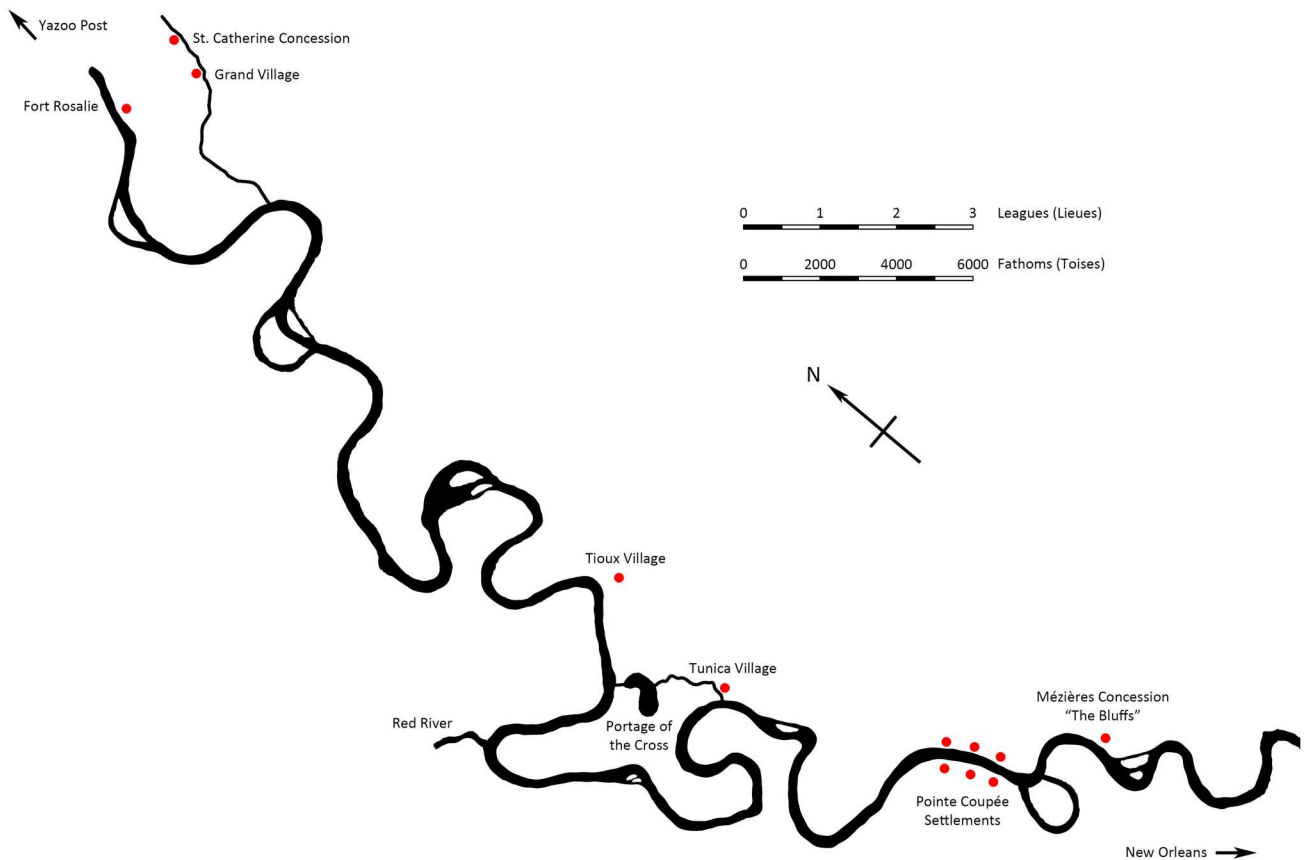 Yazoo Post
St. Catherine Concession
Grand Village
Fort Rosalie
0 1 2 3 Leagues (Lieues)
0 2000 4000 6000 Fathoms (Toises)
N
Tioux Village
Tunica Village
Red River
Portage of
the Cross
Mézières Concession
“The Bluffs”
Pointe Coupée
Settlements
New Orleans